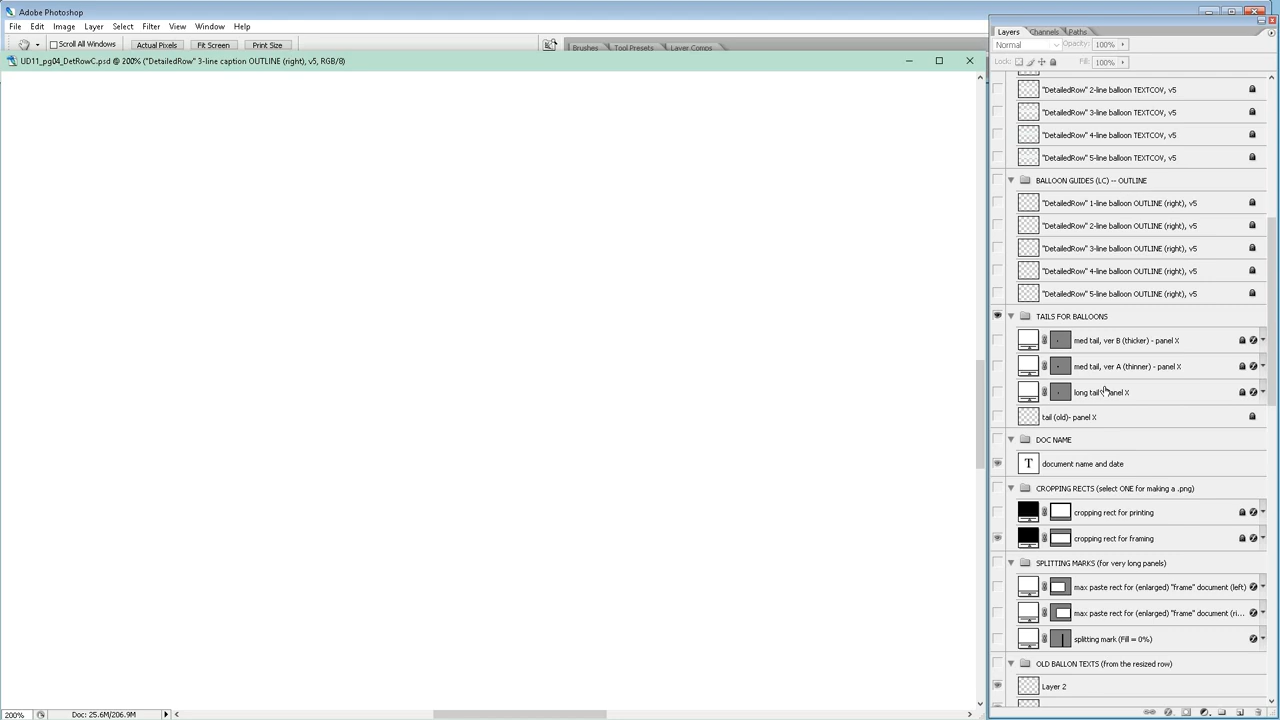 Adobe Photoshop
File Edit Image Layer Select Filter View Window Help
Scroll All Windows Actual Pixels Fit Screen Print Size Brushes Tool Presets Layer Comps
UD11_pg04_DetRowC.psd @ 200% ("DetailedRow" 3-line caption OUTLINE (right), v5, RGB/8)
Layers Channels Paths
Normal Opacity: 100%
Lock: Fill: 100%
"DetailedRow" 2-line balloon TEXTCOV, v5
"DetailedRow" 3-line balloon TEXTCOV, v5
"DetailedRow" 4-line balloon TEXTCOV, v5
"DetailedRow" 5-line balloon TEXTCOV, v5
BALLOON GUIDES (LC) -- OUTLINE
"DetailedRow" 1-line balloon OUTLINE (right), v5
"DetailedRow" 2-line balloon OUTLINE (right), v5
"DetailedRow" 3-line balloon OUTLINE (right), v5
"DetailedRow" 4-line balloon OUTLINE (right), v5
"DetailedRow" 5-line balloon OUTLINE (right), v5
TAILS FOR BALLOONS
med tail, ver B (thicker) - panel X
med tail, ver A (thinner) - panel X
long tail - panel X
tail (old)- panel X
DOC NAME
T document name and date
CROPPING RECTS (select ONE for making a .png)
cropping rect for printing
cropping rect for framing
SPLITTING MARKS (for very long panels)
max paste rect for (enlarged) "frame" document (left)
max paste rect for (enlarged) "frame" document (ri...
splitting mark (Fill = 0%)
OLD BALLON TEXTS (from the resized row)
Layer 2
200% Doc: 25.6M/206.9M